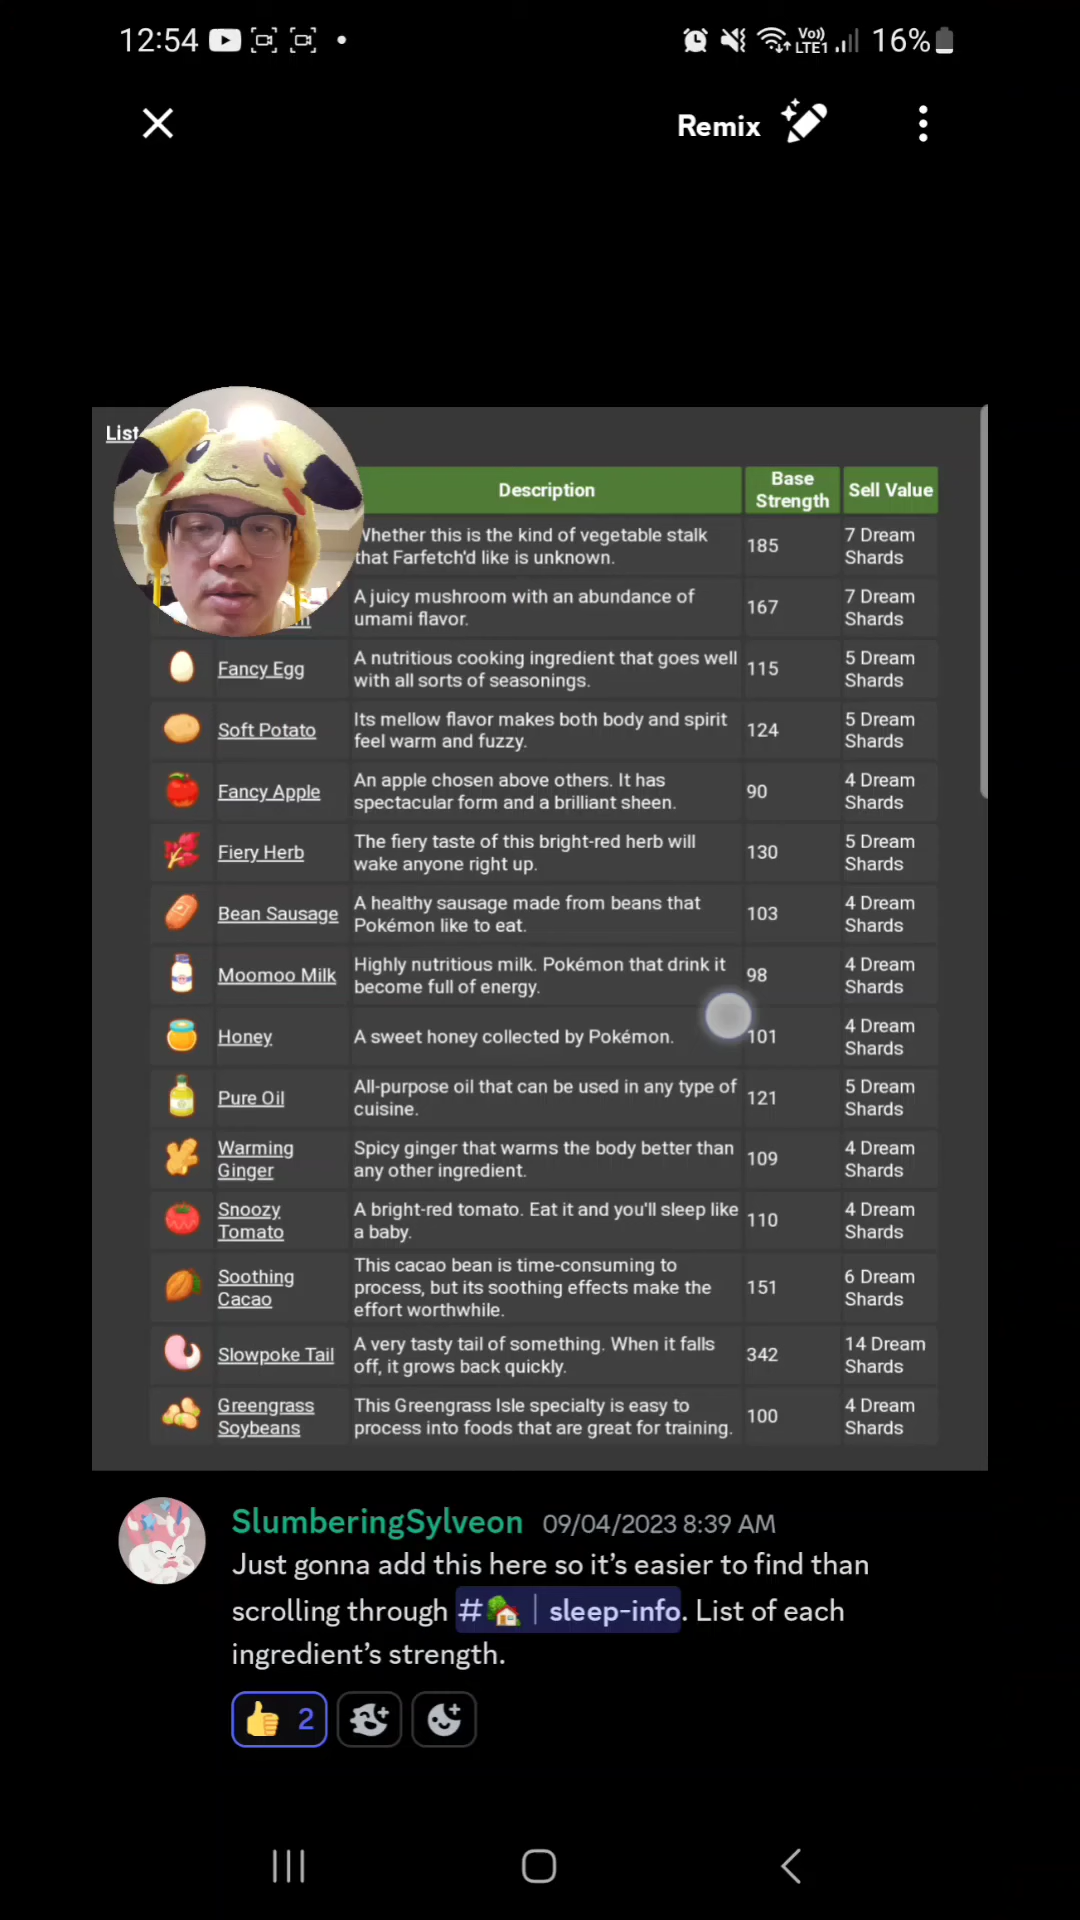 12:54
Vo))
LTE1
16%
Remix
List
Description
Base
Strength
Sell Value
Whether this is the kind of vegetable stalk
that Farfetch'd like is unknown.
185
7 Dream
Shards
A juicy mushroom with an abundance of
umami flavor.
167
7 Dream
Shards
Fancy Egg
A nutritious cooking ingredient that goes well
with all sorts of seasonings.
115
5 Dream
Shards
Soft Potato
Its mellow flavor makes both body and spirit
feel warm and fuzzy.
124
5 Dream
Shards
Fancy Apple
An apple chosen above others. It has
spectacular form and a brilliant sheen.
90
4 Dream
Shards
Fiery Herb
The fiery taste of this bright-red herb will
wake anyone right up.
130
5 Dream
Shards
Bean Sausage
A healthy sausage made from beans that
Pokémon like to eat.
103
4 Dream
Shards
Moomoo Milk
Highly nutritious milk. Pokémon that drink it
become full of energy.
98
4 Dream
Shards
Honey
A sweet honey collected by Pokémon.
101
4 Dream
Shards
Pure Oil
All-purpose oil that can be used in any type of
cuisine.
121
5 Dream
Shards
Warming
Ginger
Spicy ginger that warms the body better than
any other ingredient.
109
4 Dream
Shards
Snoozy
Tomato
A bright-red tomato. Eat it and you'll sleep like
a baby.
110
4 Dream
Shards
Soothing
Cacao
This cacao bean is time-consuming to
process, but its soothing effects make the
effort worthwhile.
151
6 Dream
Shards
Slowpoke Tail
A very tasty tail of something. When it falls
off, it grows back quickly.
342
14 Dream
Shards
Greengrass
Soybeans
This Greengrass Isle specialty is easy to
process into foods that are great for training.
100
4 Dream
Shards
SlumberingSylveon 09/04/2023 8:39 AM
Just gonna add this here so it's easier to find than
scrolling through #🏡 | sleep-info. List of each
ingredient's strength.
👍 2